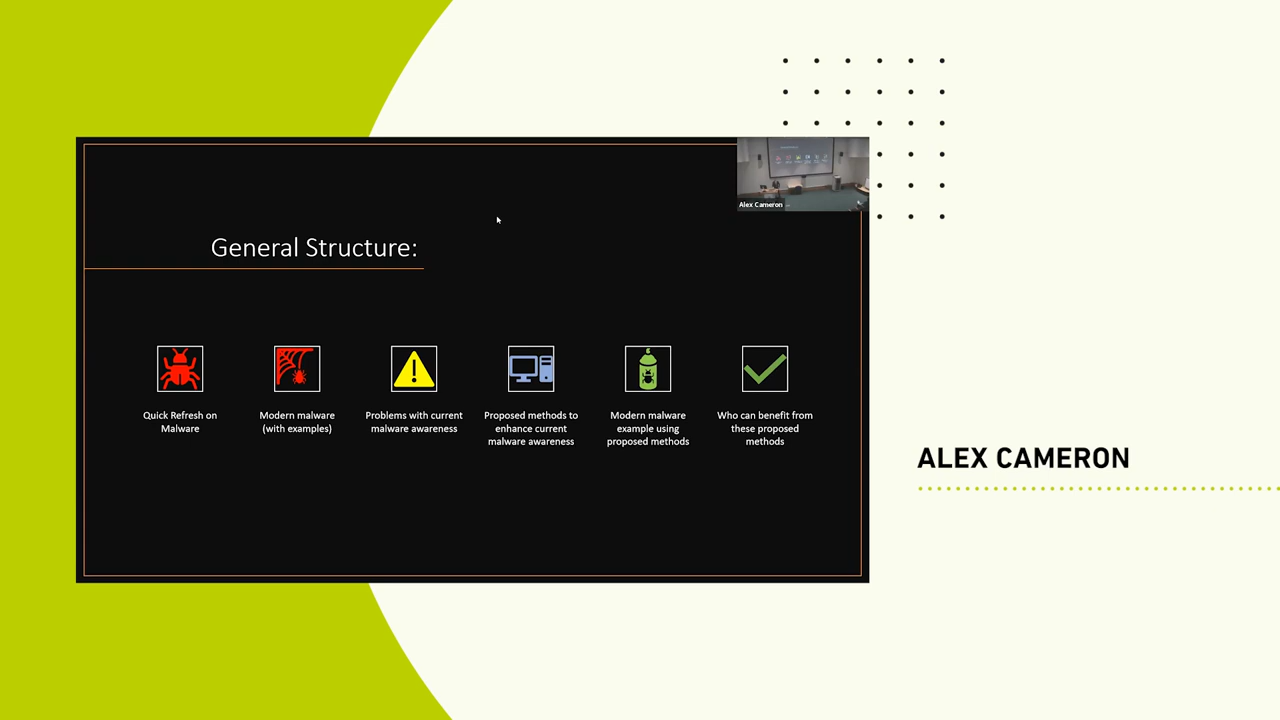 Alex Cameron
General Structure:
Quick Refresh on
Malware
Modern malware
(with examples)
Problems with current
malware awareness
Proposed methods to
enhance current
malware awareness
Modern malware
example using
proposed methods
Who can benefit from
these proposed
methods
ALEX CAMERON